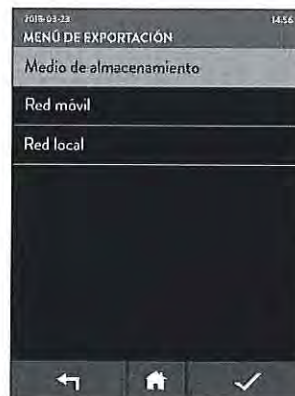 2018-03-23 14:56
MENÚ DE EXPORTACIÓN
Medio de almacenamiento
Red móvil
Red local